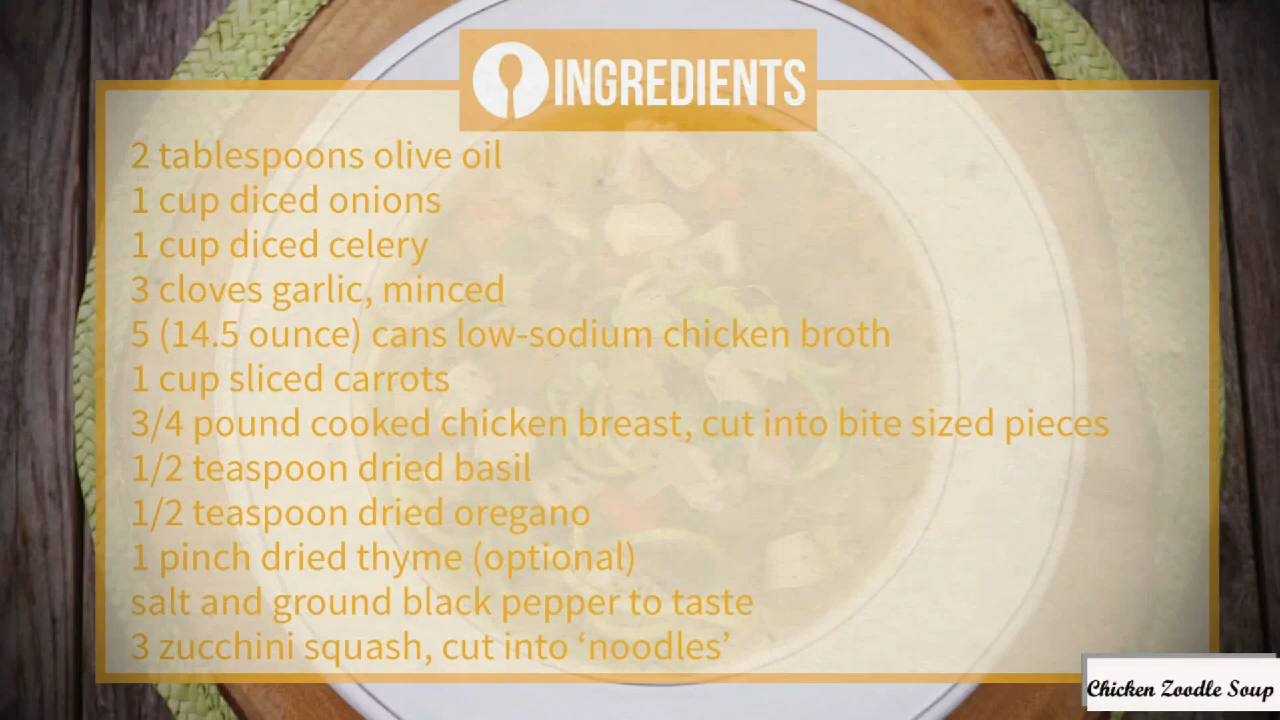 INGREDIENTS
2 tablespoons olive oil
1 cup diced onions
1 cup diced celery
3 cloves garlic, minced
5 (14.5 ounce) cans low-sodium chicken broth
1 cup sliced carrots
3/4 pound cooked chicken breast, cut into bite sized pieces
1/2 teaspoon dried basil
1/2 teaspoon dried oregano
1 pinch dried thyme (optional)
salt and ground black pepper to taste
3 zucchini squash, cut into ‘noodles’
Chicken Zoodle Soup